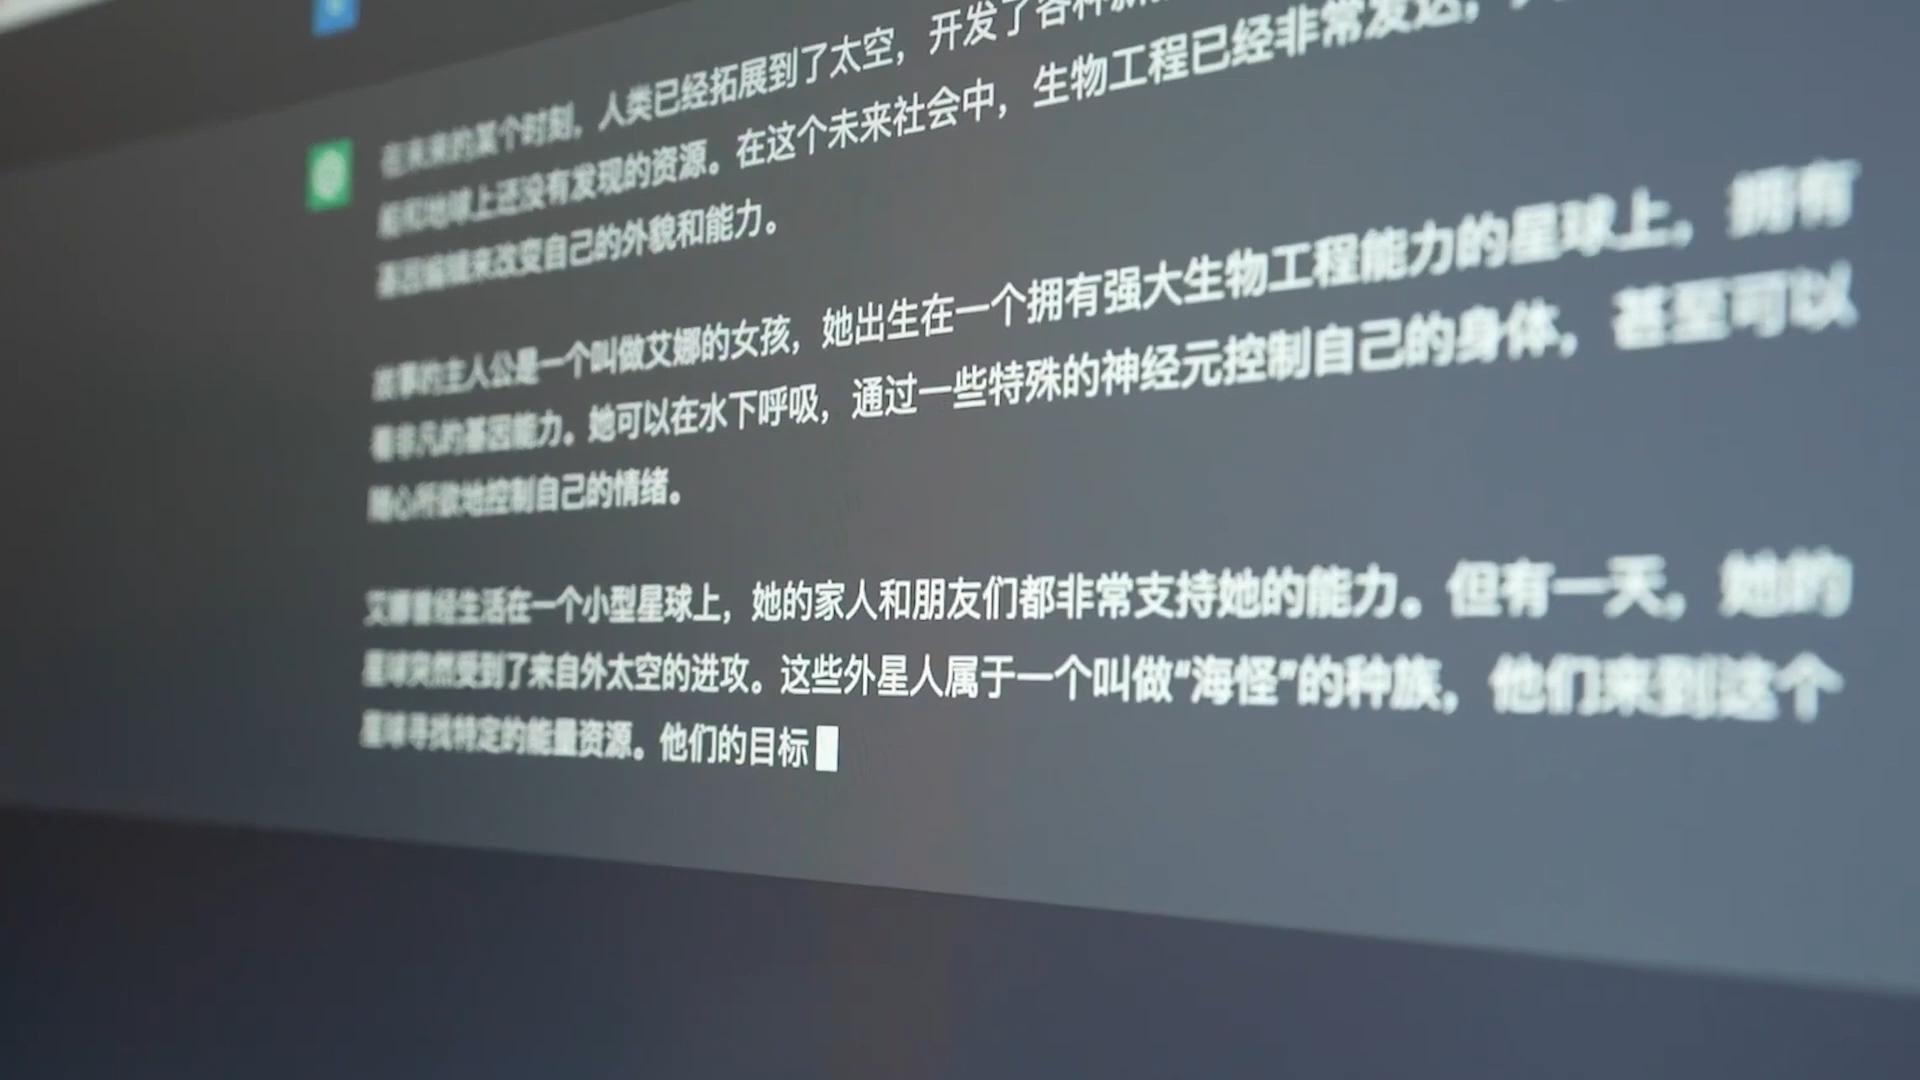 在未来的某个时刻，人类已经拓展到了太空，开发了各种
能和地球上还没有发现的资源。在这个未来社会中，生物工程已经非常发达，
基因编辑来改变自己的外貌和能力。
故事的主人公是一个叫做艾娜的女孩，她出生在一个拥有强大生物工程能力的星球上，拥有
着非凡的基因能力。她可以在水下呼吸，通过一些特殊的神经元控制自己的身体，甚至可以
随心所欲地控制自己的情绪。
艾娜曾经生活在一个小型星球上，她的家人和朋友们都非常支持她的能力。但有一天，她的
星球突然受到了来自外太空的进攻。这些外星人属于一个叫做“海怪”的种族，他们来到这个
星球寻找特定的能量资源。他们的目标